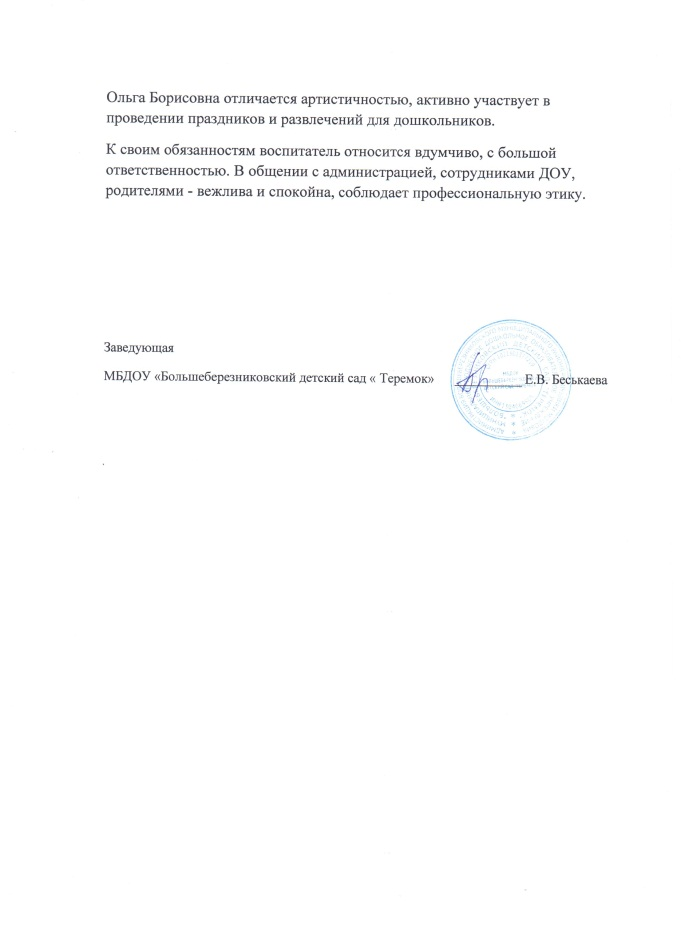 Ольга Борисовна отличается артистичностью, активно участвует в
проведении праздников и развлечений для дошкольников.
К своим обязанностям воспитатель относится вдумчиво, с большой
ответственностью. В общении с администрацией, сотрудниками ДОУ,
родителями - вежлива и спокойна, соблюдает профессиональную этику.
Заведующая
МБДОУ «Большеберезниковский детский сад « Теремок» Е.В. Беськаева